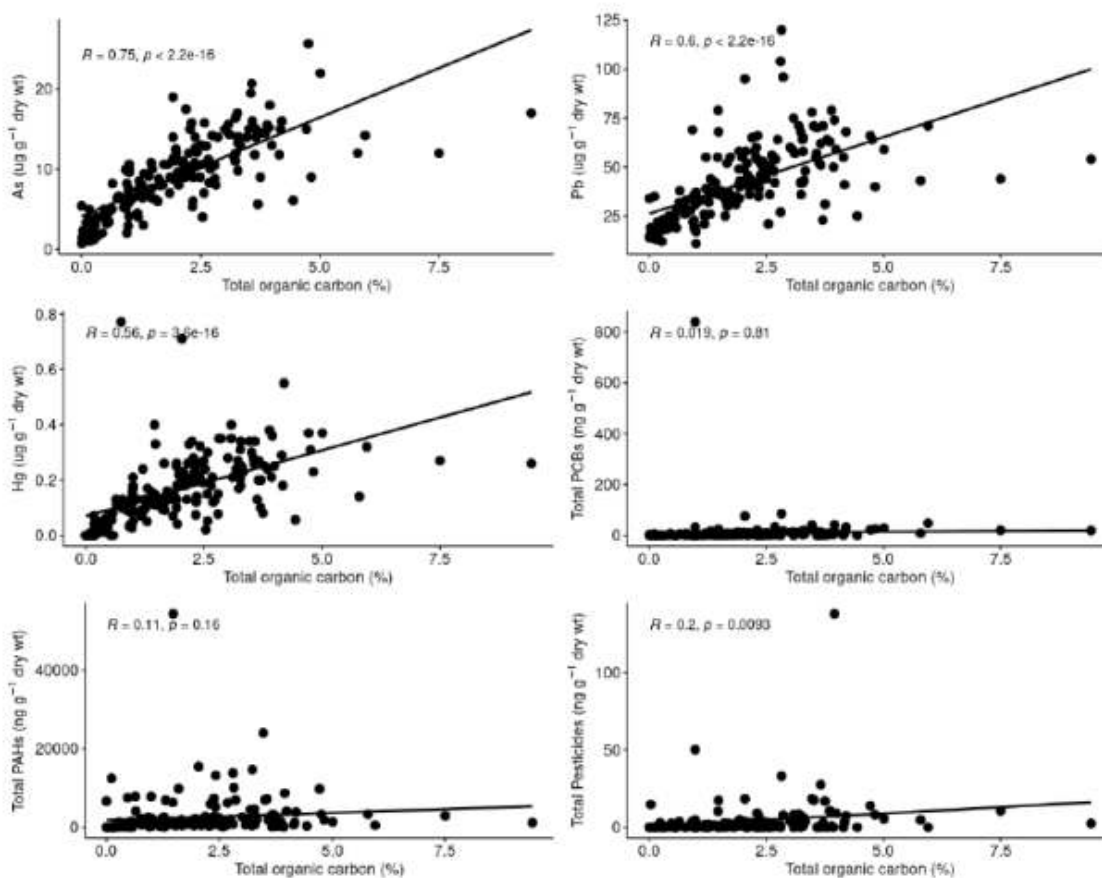 R = 0.75, p < 2.2e-16
As (ug g⁻¹ dry wt)
20
10
0
0.0 2.5 5.0 7.5
Total organic carbon (%)
R = 0.6, p < 2.2e-16
Pb (ug g⁻¹ dry wt)
125
100
75
50
25
0.0 2.5 5.0 7.5
Total organic carbon (%)
R = 0.56, p = 3.6e-16
Hg (ug g⁻¹ dry wt)
0.8
0.6
0.4
0.2
0.0
0.0 2.5 5.0 7.5
Total organic carbon (%)
R = 0.019, p = 0.81
Total PCBs (ng g⁻¹ dry wt)
800
600
400
200
0
0.0 2.5 5.0 7.5
Total organic carbon (%)
R = 0.11, p = 0.16
Total PAHs (ng g⁻¹ dry wt)
40000
20000
0
0.0 2.5 5.0 7.5
Total organic carbon (%)
R = 0.2, p = 0.0093
Total Pesticides (ng g⁻¹ dry wt)
100
50
0
0.0 2.5 5.0 7.5
Total organic carbon (%)